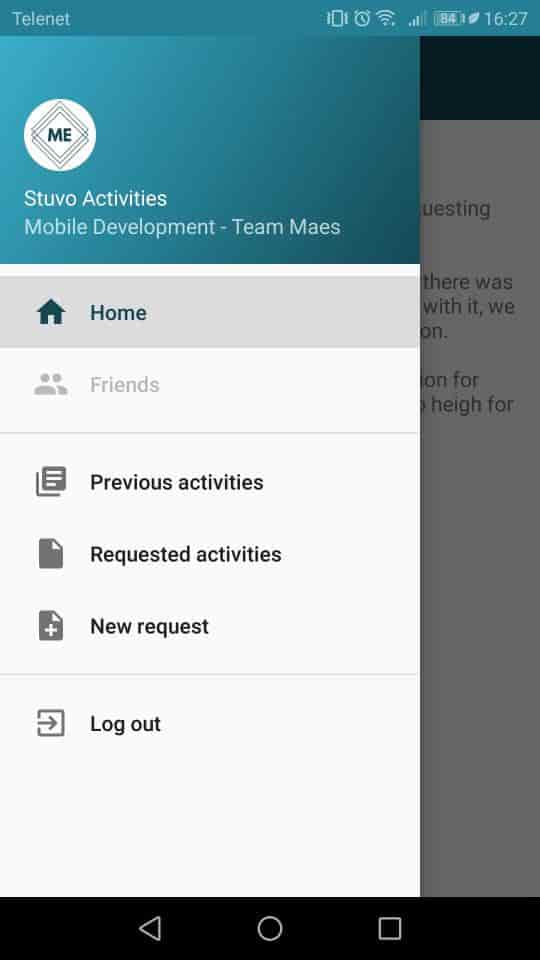 Telenet 84 16:27
ME
Stuvo Activities
Mobile Development - Team Maes
uesting
there was
with it, we
on.
ion for
heigh for
Home
Friends
Previous activities
Requested activities
New request
Log out